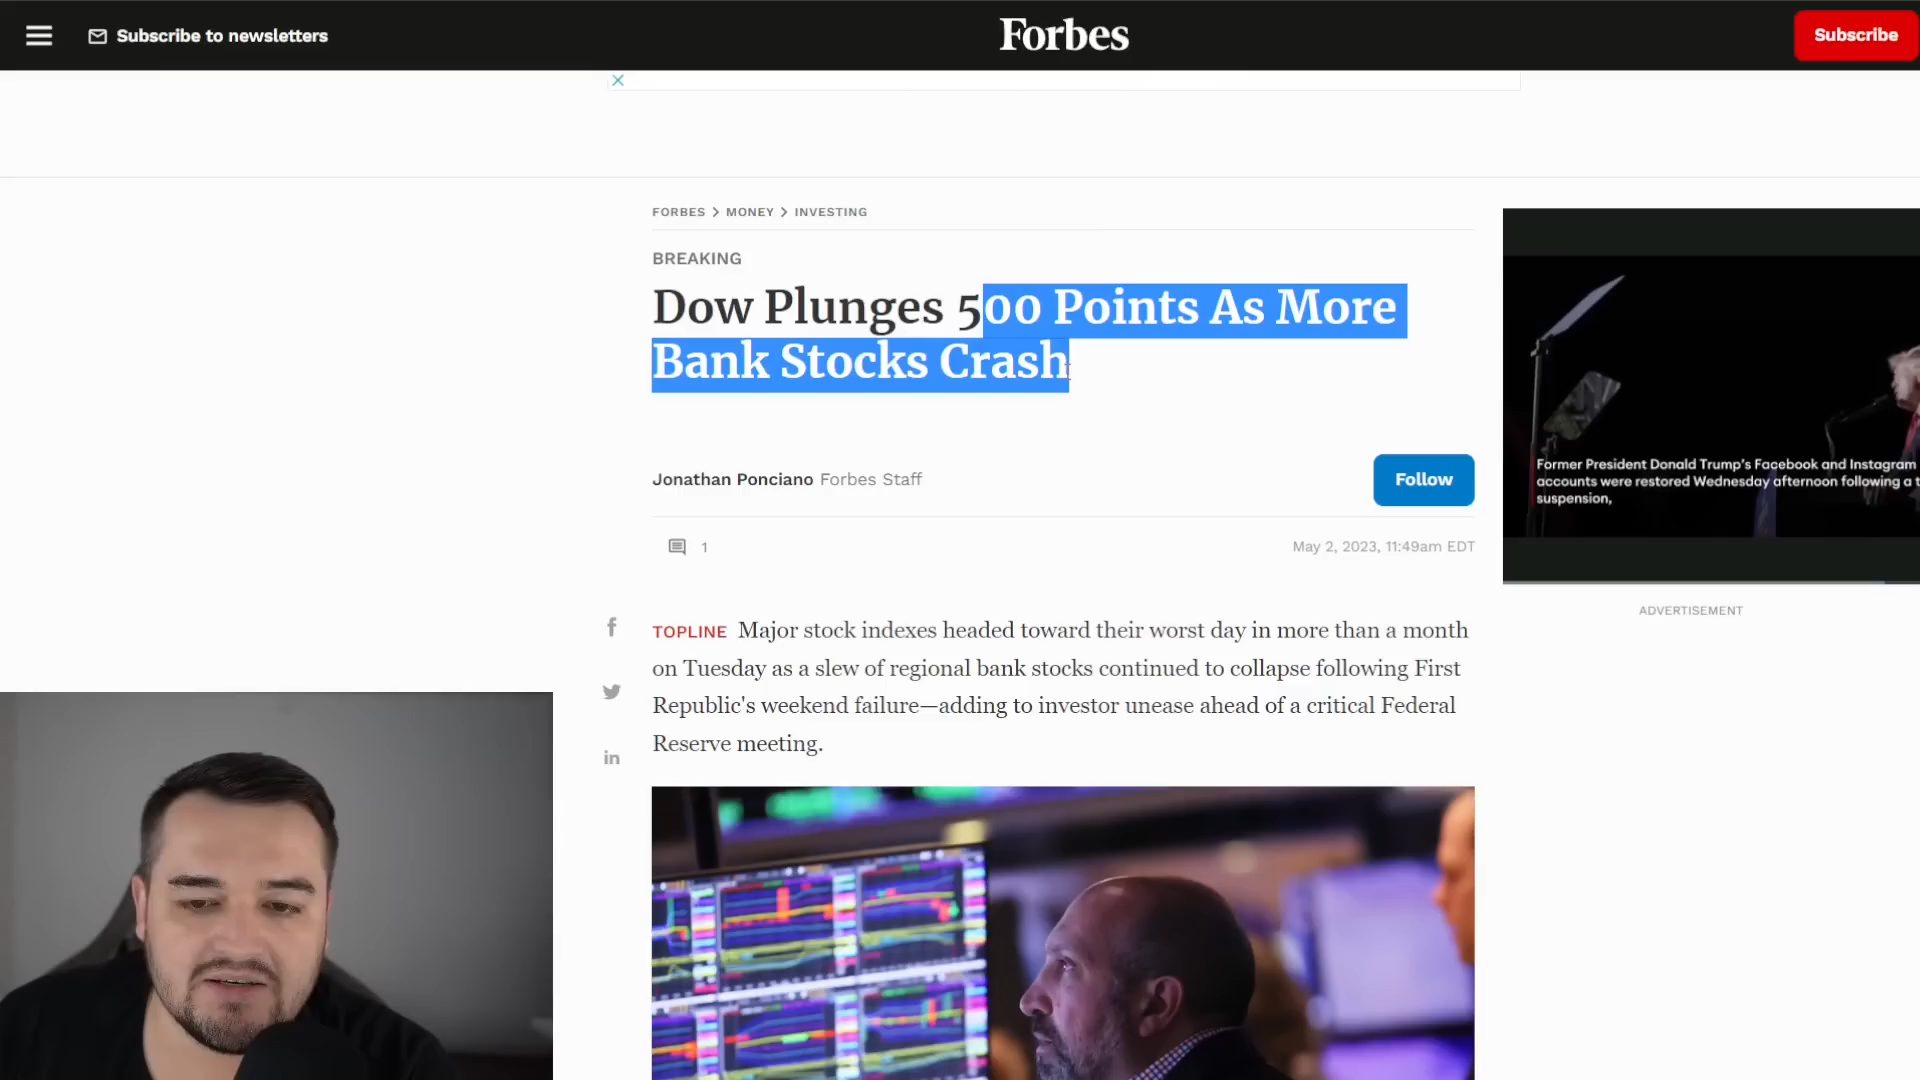 Subscribe to newsletters
Forbes
Subscribe
FORBES > MONEY > INVESTING
BREAKING
Dow Plunges 500 Points As More
Bank Stocks Crash
Jonathan Ponciano Forbes Staff
Follow
1
May 2, 2023, 11:49am EDT
TOPLINE Major stock indexes headed toward their worst day in more than a month
on Tuesday as a slew of regional bank stocks continued to collapse following First
Republic's weekend failure—adding to investor unease ahead of a critical Federal
Reserve meeting.
Former President Donald Trump's Facebook and Instagram
accounts were restored Wednesday afternoon following a t
suspension,
ADVERTISEMENT